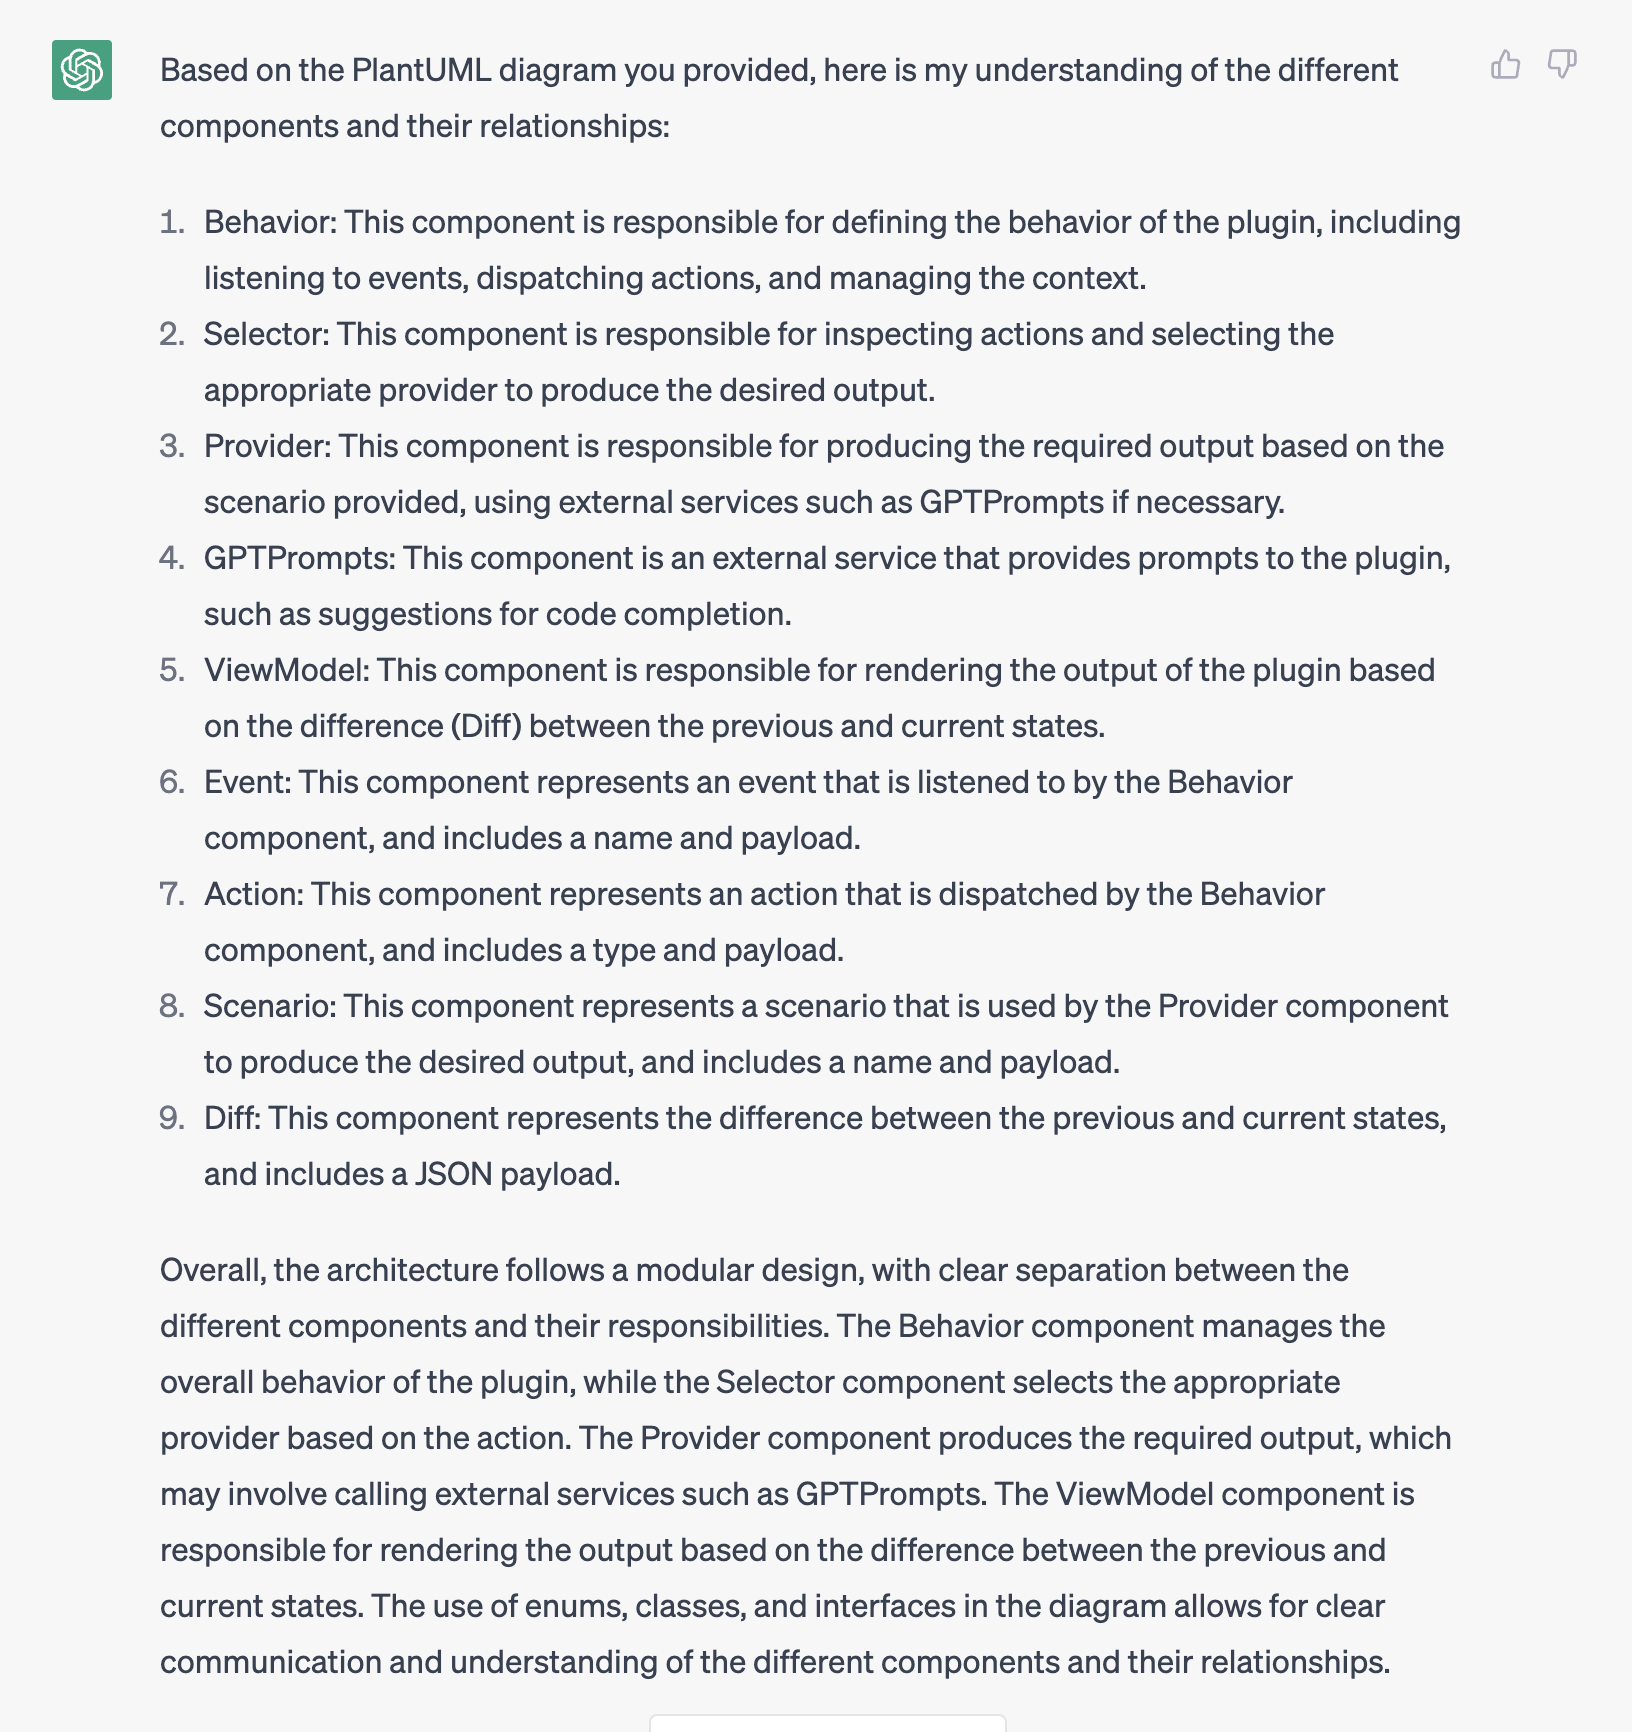 Based on the PlantUML diagram you provided, here is my understanding of the different
components and their relationships:
1. Behavior: This component is responsible for defining the behavior of the plugin, including
listening to events, dispatching actions, and managing the context.
2. Selector: This component is responsible for inspecting actions and selecting the
appropriate provider to produce the desired output.
3. Provider: This component is responsible for producing the required output based on the
scenario provided, using external services such as GPTPrompts if necessary.
4. GPTPrompts: This component is an external service that provides prompts to the plugin,
such as suggestions for code completion.
5. ViewModel: This component is responsible for rendering the output of the plugin based
on the difference (Diff) between the previous and current states.
6. Event: This component represents an event that is listened to by the Behavior
component, and includes a name and payload.
7. Action: This component represents an action that is dispatched by the Behavior
component, and includes a type and payload.
8. Scenario: This component represents a scenario that is used by the Provider component
to produce the desired output, and includes a name and payload.
9. Diff: This component represents the difference between the previous and current states,
and includes a JSON payload.
Overall, the architecture follows a modular design, with clear separation between the
different components and their responsibilities. The Behavior component manages the
overall behavior of the plugin, while the Selector component selects the appropriate
provider based on the action. The Provider component produces the required output, which
may involve calling external services such as GPTPrompts. The ViewModel component is
responsible for rendering the output based on the difference between the previous and
current states. The use of enums, classes, and interfaces in the diagram allows for clear
communication and understanding of the different components and their relationships.